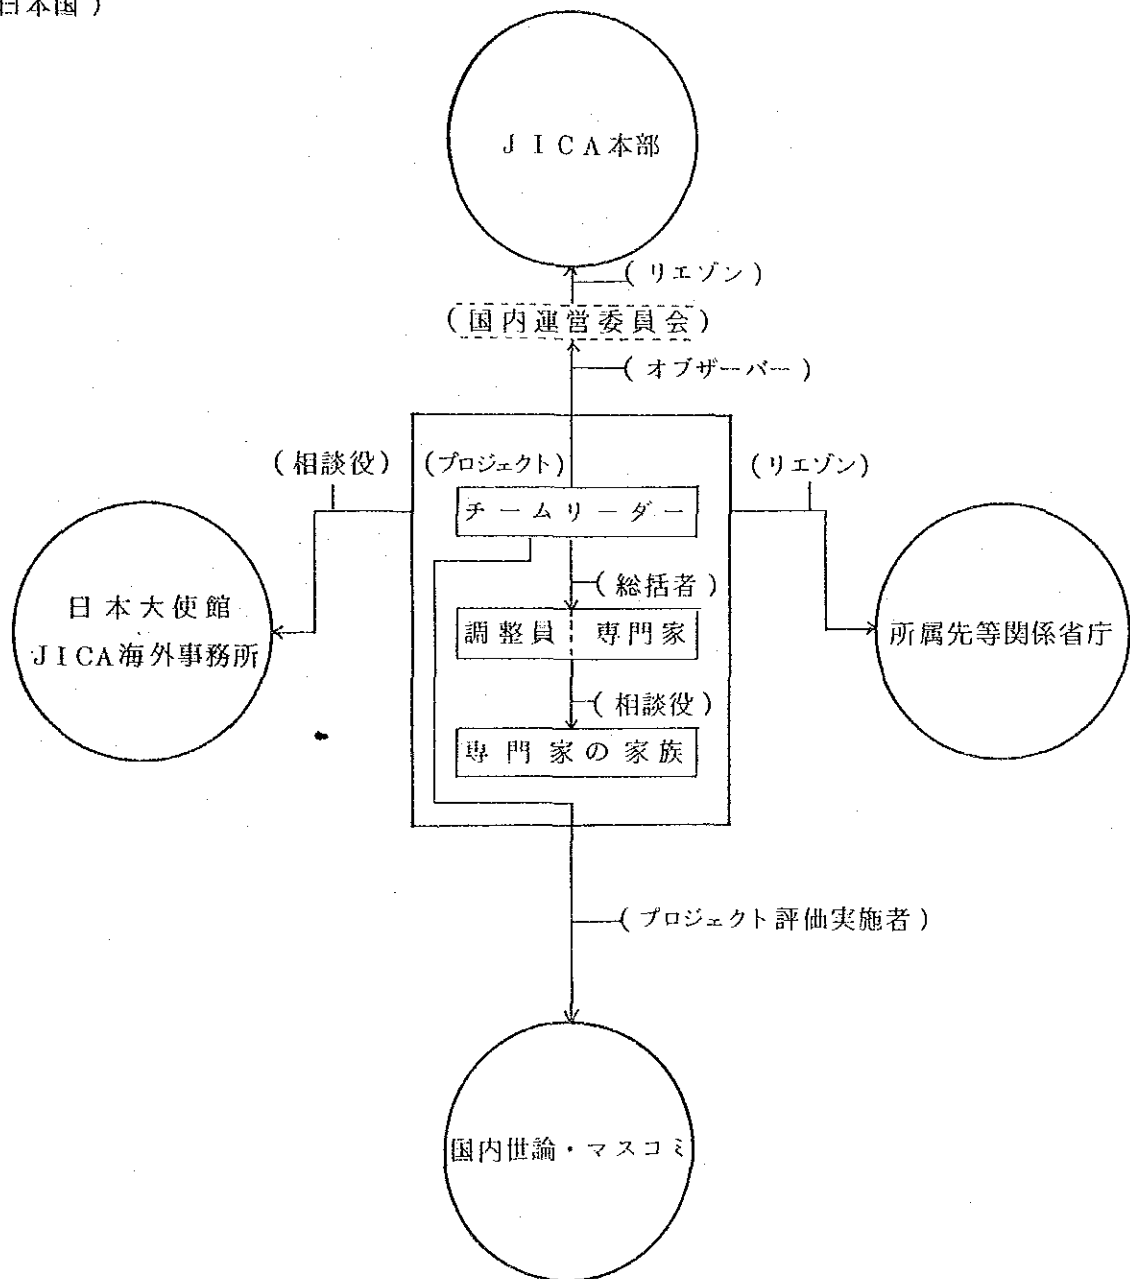 日本国)
JICA本部
(リエゾン)
(国内運営委員会)
(オブザーバー)
(相談役)
(プロジェクト)
(リエゾン)
チームリーダー
(総括者)
日本大使館
JICA海外事務所
調整員 専門家
所属先等関係省庁
(相談役)
専門家の家族
(プロジェクト評価実施者)
国内世論・マスコミ